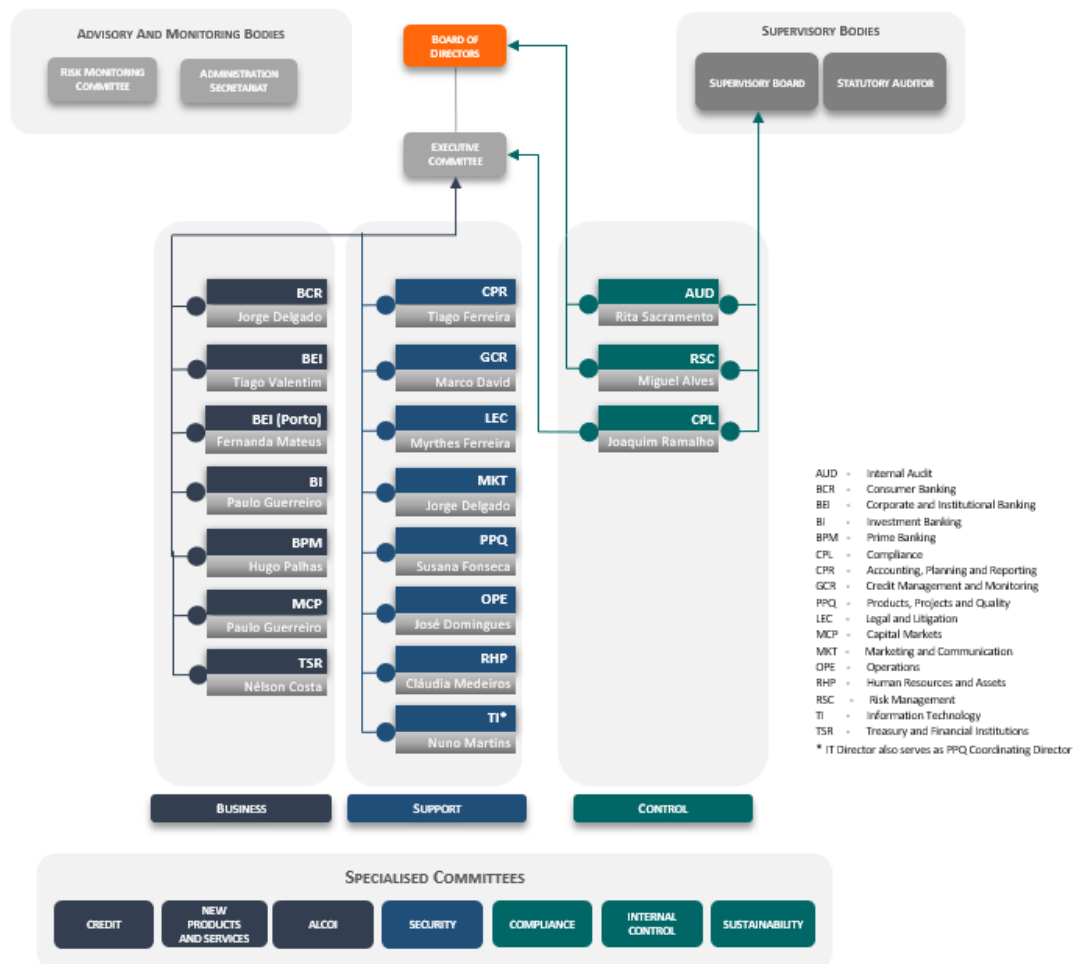 ADVISORY AND MONITORING BODIES
RISK MONITORING
COMMITTEE
ADMINISTRATION
SECRETARIAT
BOARD OF
DIRECTORS
EXECUTIVE
COMMITTEE
SUPERVISORY BODIES
SUPERVISORY BOARD
STATUTORY AUDITOR
BCR
Jorge Delgado
BEI
Tiago Valentim
BEI (Porto)
Fernanda Mateus
BI
Paulo Guerreiro
BPM
Hugo Palhas
MCP
Paulo Guerreiro
TSR
Nélson Costa
BUSINESS
CPR
Tiago Ferreira
GCR
Marco David
LEC
Myrthes Ferreira
MKT
Jorge Delgado
PPQ
Susana Fonseca
OPE
José Domingues
RHP
Cláudia Medeiros
TI*
Nuno Martins
SUPPORT
AUD
Rita Sacramento
RSC
Miguel Alves
CPL
Joaquim Ramalho
CONTROL
AUD - Internal Audit
BCR - Consumer Banking
BEI - Corporate and Institutional Banking
BI - Investment Banking
BPM - Prime Banking
CPL - Compliance
CPR - Accounting, Planning and Reporting
GCR - Credit Management and Monitoring
PPQ - Products, Projects and Quality
LEC - Legal and Litigation
MCP - Capital Markets
MKT - Marketing and Communication
OPE - Operations
RHP - Human Resources and Assets
RSC - Risk Management
TI - Information Technology
TSR - Treasury and Financial Institutions
* IT Director also serves as PPQ Coordinating Director
SPECIALISED COMMITTEES
CREDIT
NEW
PRODUCTS
AND SERVICES
ALCOI
SECURITY
COMPLIANCE
INTERNAL
CONTROL
SUSTAINABILITY